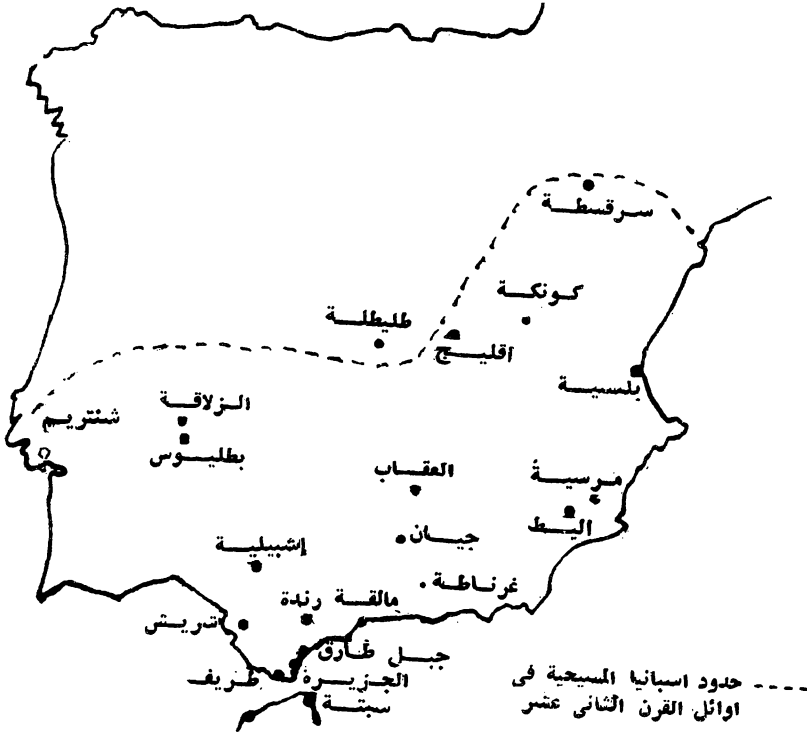 سرقسطة
كونكة
طليطلة
اقليج
بلنسية
الزلاقة
شنتريم
بطليوس
العقاب
مرسية
اليط
جيان
إشبيلية
غرناطة
مالقة رندة
شريش
جبل طارق
الجزيرة طريف
سبتة
حدود اسبانيا المسيحية فى
اوائل القرن الثانى عشر